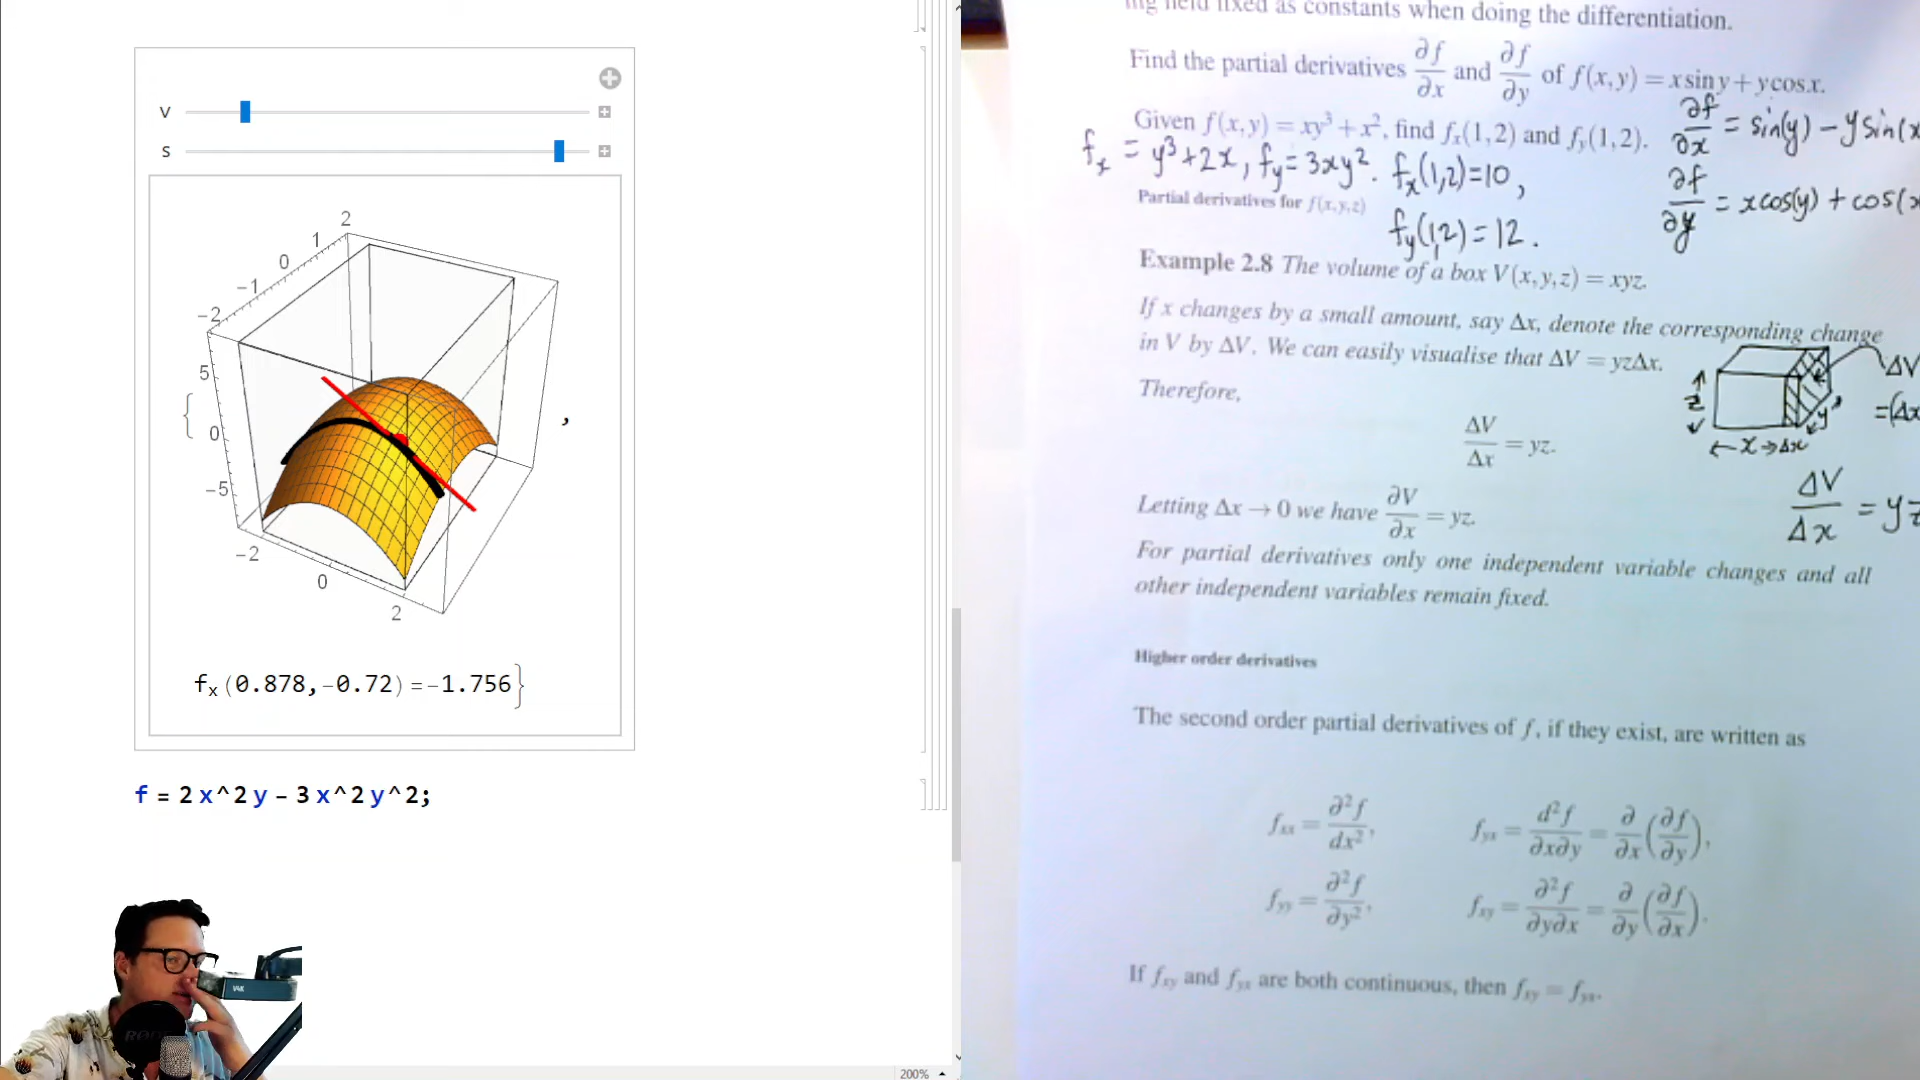 v
s
2
1
0
−1
−2
5
0
−5
−2
0
2
{ ,
fx (0.878,−0.72) =−1.756}
f = 2 x^2 y − 3 x^2 y^2;
V4K
RODE
200%
fixed as constants when doing the differentiation.
Find the partial derivatives ∂f/∂x and ∂f/∂y of f(x,y) = x sin y + y cos x.
∂f/∂x = sin(y) − y sin(x
Given f(x,y) = xy³ + x², find fx(1,2) and fy(1,2).
fx = y³+2x, fy = 3xy². fx(1,2)=10,
∂f/∂y = x cos(y) + cos(x
Partial derivatives for f(x,y,z)
fy(1,2) = 12.
Example 2.8 The volume of a box V(x,y,z) = xyz.
If x changes by a small amount, say Δx, denote the corresponding change
in V by ΔV. We can easily visualise that ΔV = yzΔx.
ΔV
z
y
=(Δx
x Δx
Therefore,
ΔV/Δx = yz.
ΔV/Δx = yz
Letting Δx → 0 we have ∂V/∂x = yz.
For partial derivatives only one independent variable changes and all
other independent variables remain fixed.
Higher order derivatives
The second order partial derivatives of f, if they exist, are written as
fxx = ∂²f/dx², fyx = d²f/∂x∂y = ∂/∂x (∂f/∂y),
fyy = ∂²f/∂y², fxy = ∂²f/∂y∂x = ∂/∂y (∂f/∂x).
If fxy and fyx are both continuous, then fxy = fyx.